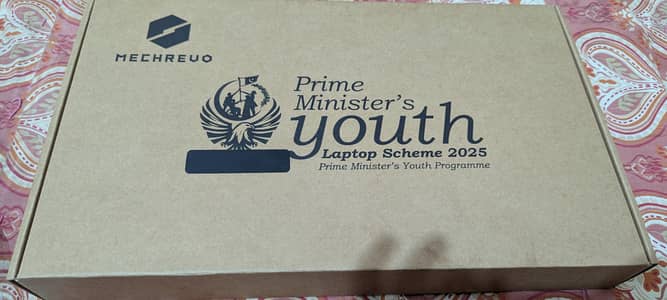 MECHREVO
Prime
Minister's
youth
Laptop Scheme 2025
Prime Minister's Youth Programme